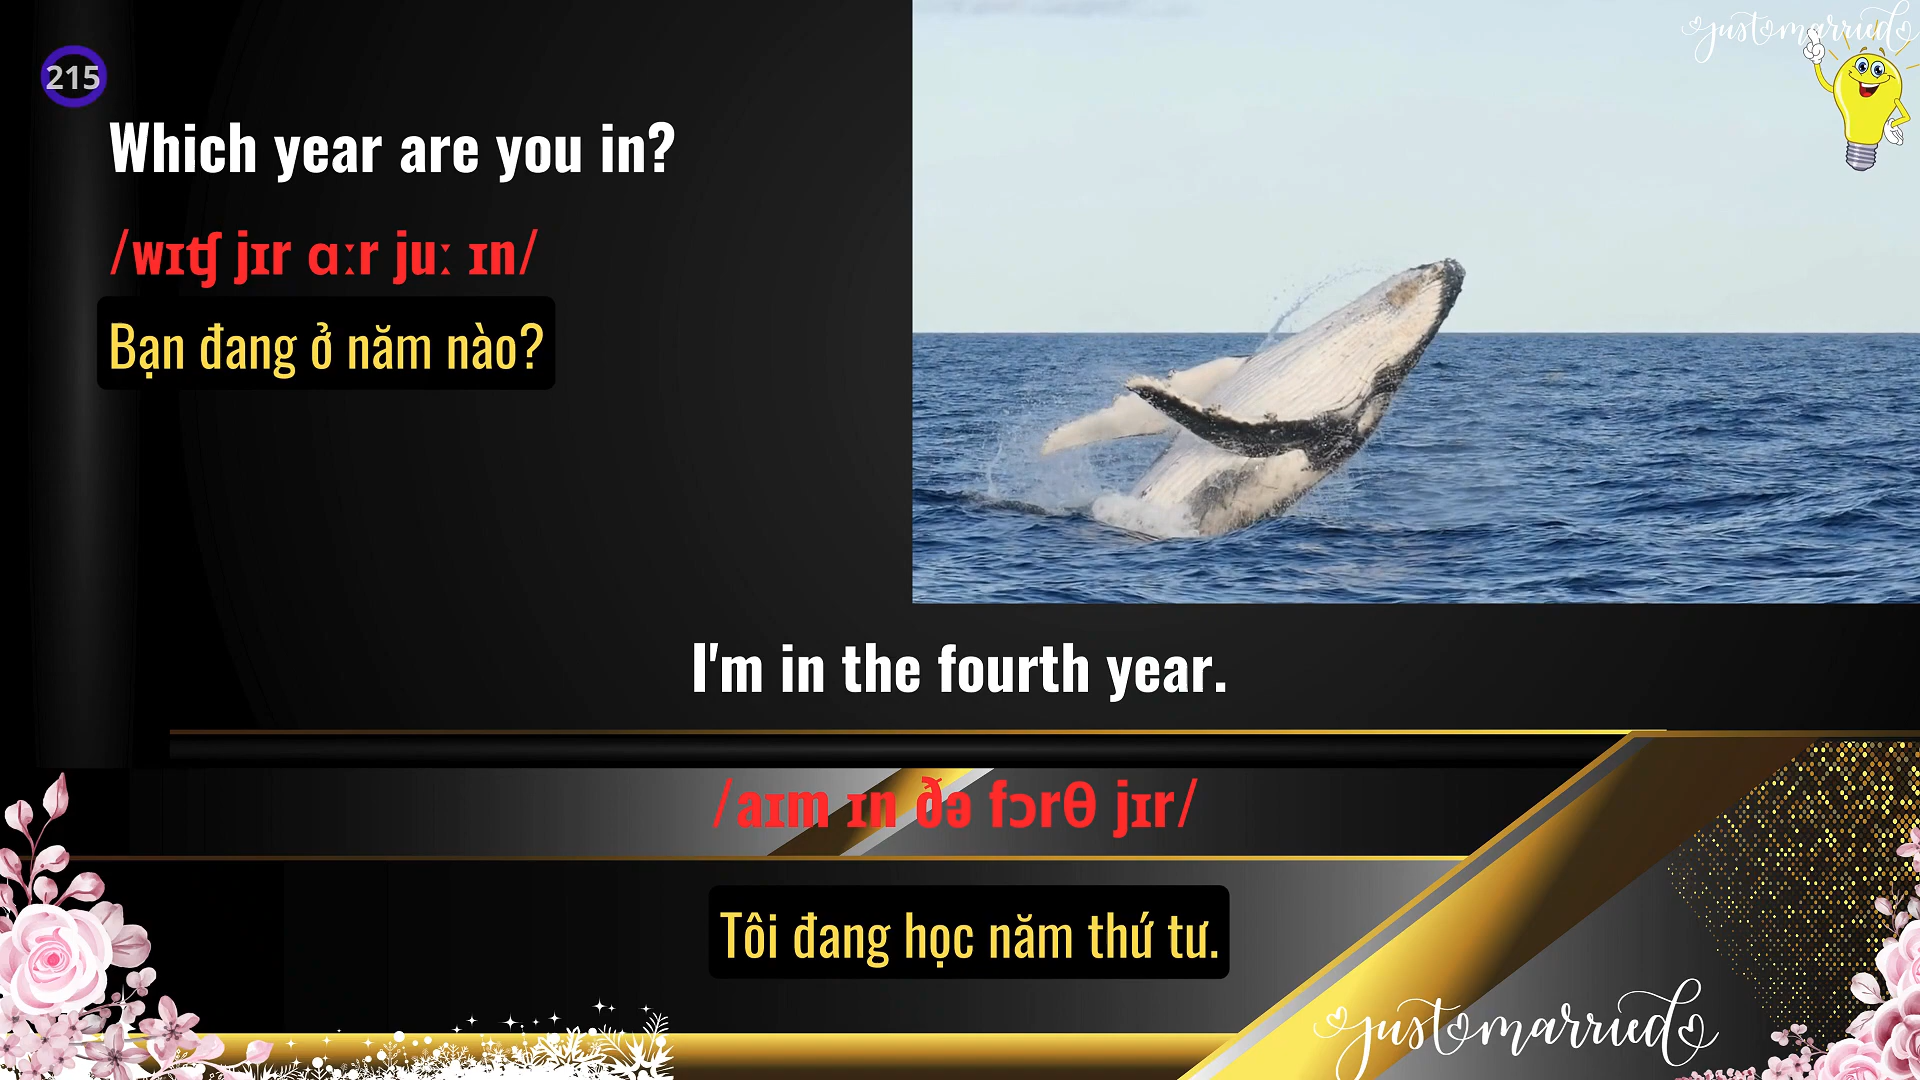 justmarried
215
Which year are you in?
/wɪʧ jɪr ɑːr juː ɪn/
Bạn đang ở năm nào?
I'm in the fourth year.
/aɪm ɪn ðə fɔrθ jɪr/
Tôi đang học năm thứ tư.
justmarried